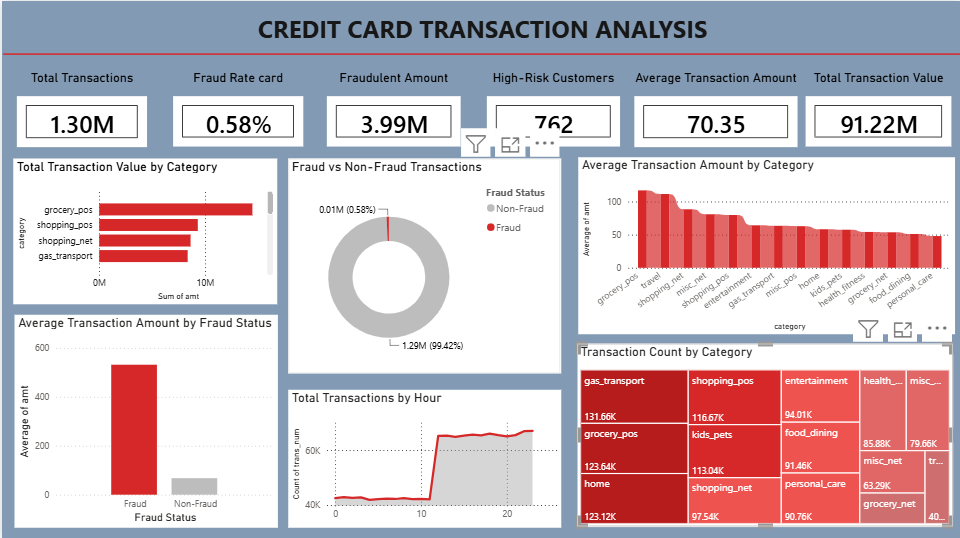 CREDIT CARD TRANSACTION ANALYSIS
Total Transactions
1.30M
Fraud Rate card
0.58%
Fraudulent Amount
3.99M
High-Risk Customers
762
Average Transaction Amount
70.35
Total Transaction Value
91.22M
Total Transaction Value by Category
category
grocery_pos
shopping_pos
shopping_net
gas_transport
0M
10M
Sum of amt
Fraud vs Non-Fraud Transactions
0.01M (0.58%)
1.29M (99.42%)
Fraud Status
Non-Fraud
Fraud
Average Transaction Amount by Category
Average of amt
100
50
0
grocery_pos
travel
shopping_net
misc_net
shopping_pos
entertainment
gas_transport
misc_pos
home
kids_pets
health_fitness
grocery_net
food_dining
personal_care
category
Average Transaction Amount by Fraud Status
Average of amt
600
400
200
0
Fraud
Non-Fraud
Fraud Status
Total Transactions by Hour
Count of trans_num
60K
40K
0
10
20
Transaction Count by Category
gas_transport
131.66K
grocery_pos
123.64K
home
123.12K
shopping_pos
116.67K
kids_pets
113.04K
shopping_net
97.54K
entertainment
94.01K
food_dining
91.46K
personal_care
90.76K
health_...
85.88K
misc_...
79.66K
misc_net
63.29K
grocery_net
tr...
40...